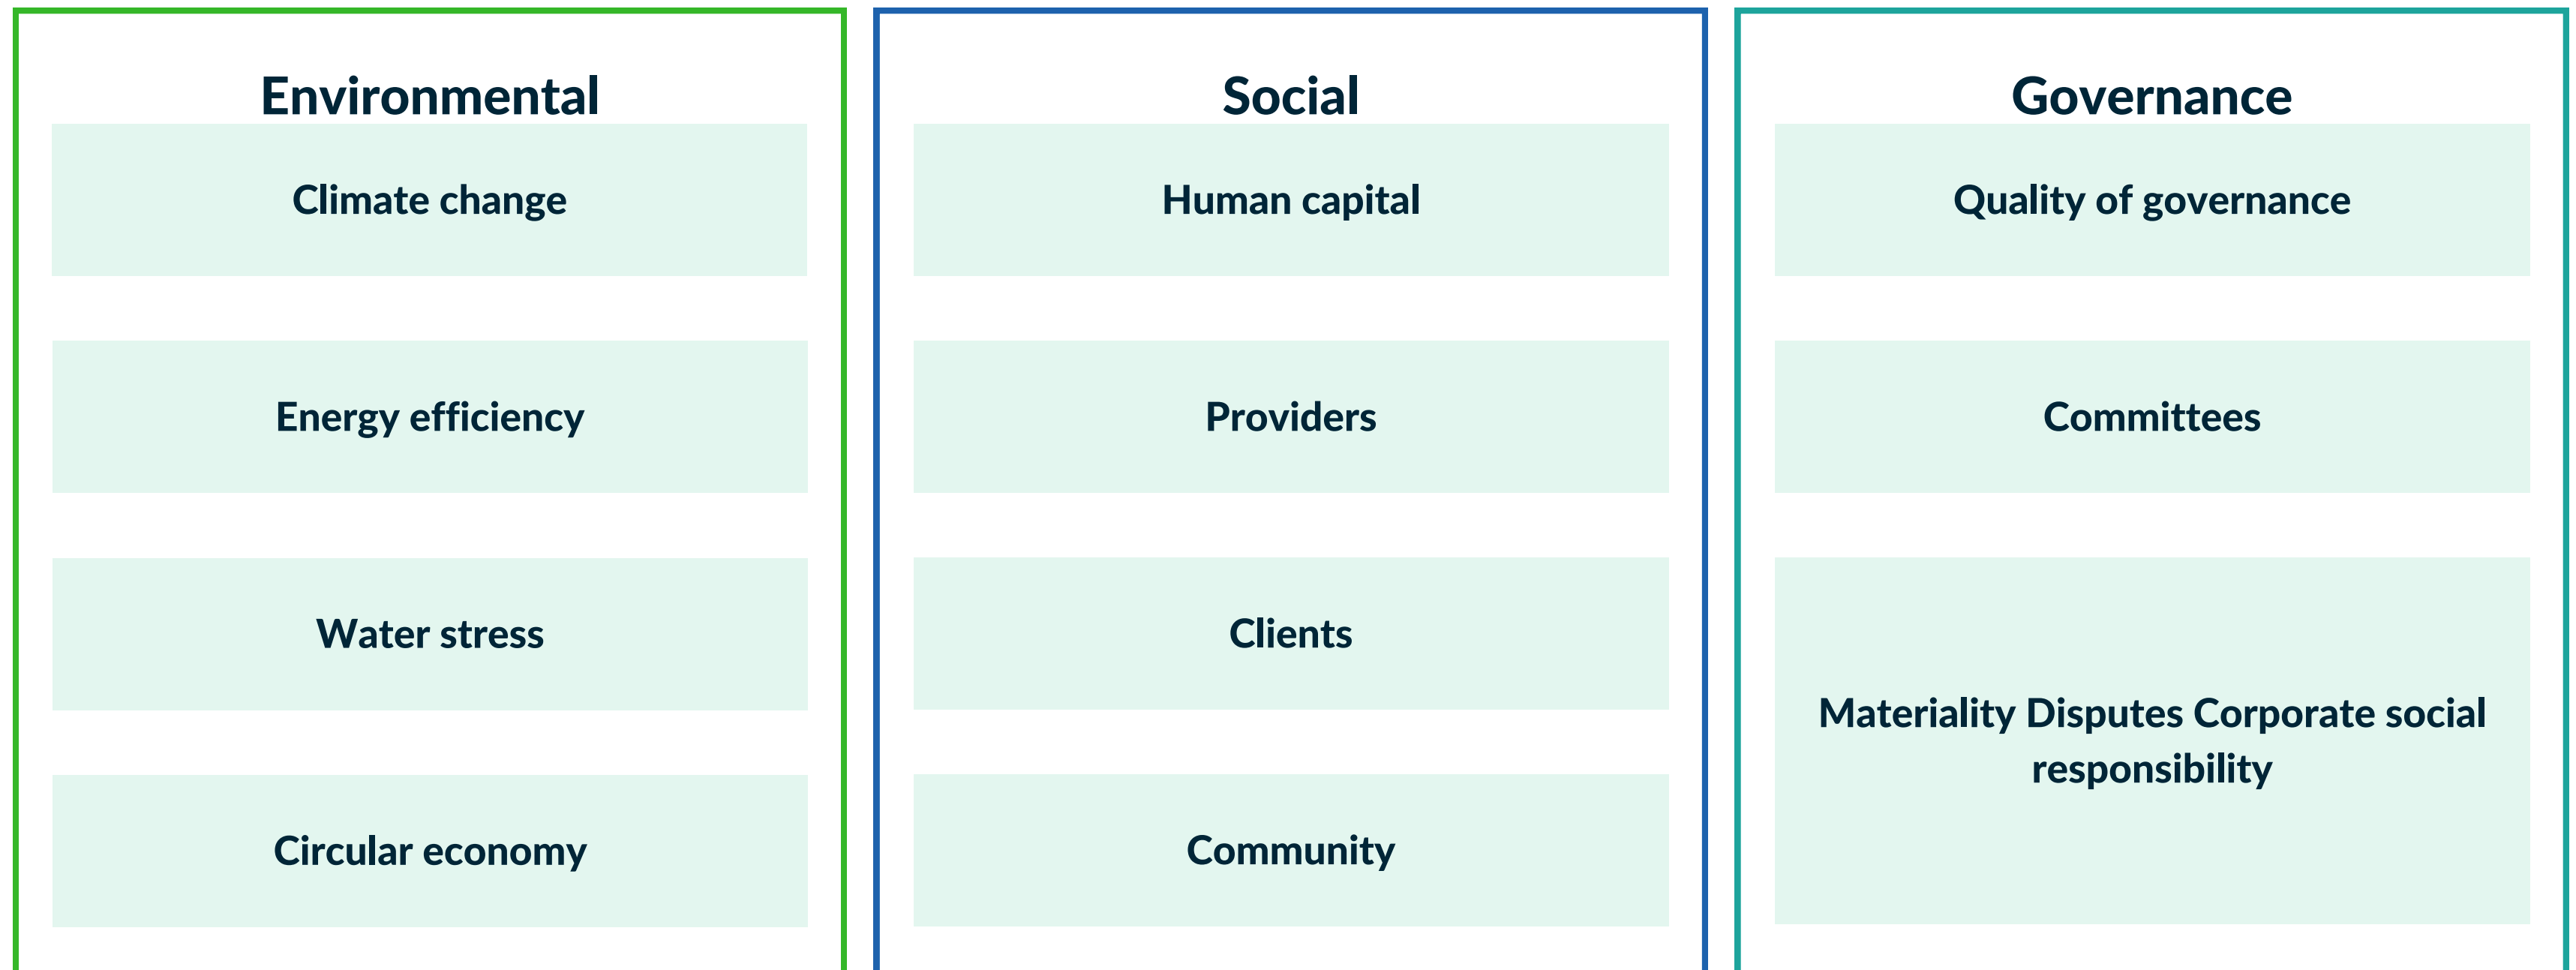 Environmental
Climate change
Energy efficiency
Water stress
Circular economy
Social
Human capital
Providers
Clients
Community
Governance
Quality of governance
Committees
Materiality Disputes Corporate social
responsibility